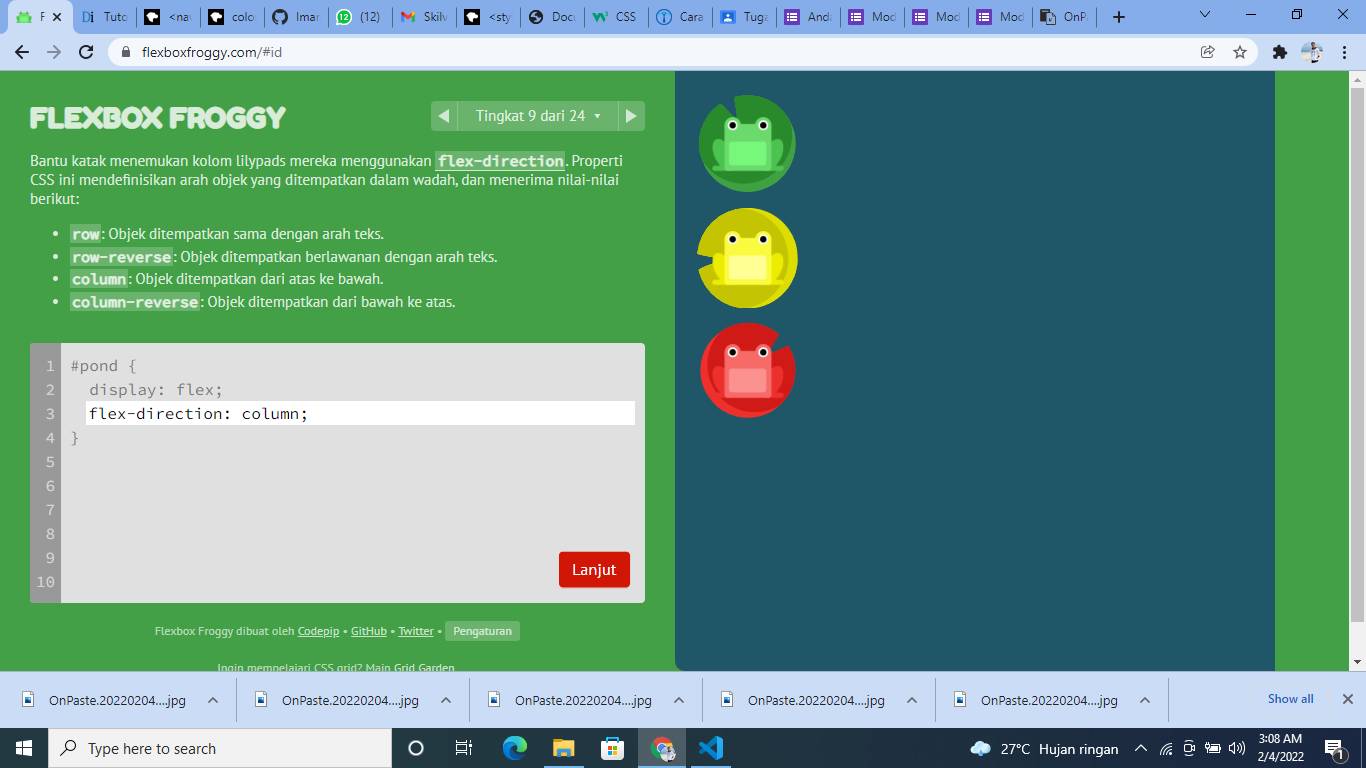 F
Tuto
<nav
colo
Imar
(12)
Skilv
<sty
Docu
CSS
Cara
Tuga
Anda
Mod
Mod
Mod
OnPa
flexboxfroggy.com/#id
FLEXBOX FROGGY
Tingkat 9 dari 24
Bantu katak menemukan kolom lilypads mereka menggunakan flex-direction. Properti
CSS ini mendefinisikan arah objek yang ditempatkan dalam wadah, dan menerima nilai-nilai
berikut:
• row: Objek ditempatkan sama dengan arah teks.
• row-reverse: Objek ditempatkan berlawanan dengan arah teks.
• column: Objek ditempatkan dari atas ke bawah.
• column-reverse: Objek ditempatkan dari bawah ke atas.
1 #pond {
2 display: flex;
3 flex-direction: column;
4 }
5
6
7
8
9
10
Lanjut
Flexbox Froggy dibuat oleh Codepip • GitHub • Twitter • Pengaturan
Ingin mempelajari CSS grid? Main Grid Garden
OnPaste.20220204....jpg
OnPaste.20220204....jpg
OnPaste.20220204....jpg
OnPaste.20220204....jpg
OnPaste.20220204....jpg
Show all
Type here to search
27°C Hujan ringan
3:08 AM
2/4/2022
1